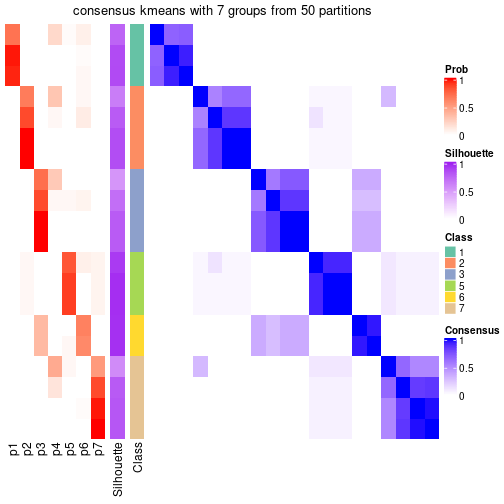 consensus kmeans with 7 groups from 50 partitions
Prob
1
0.5
0
Silhouette
1
0.5
0
Class
1
2
3
5
6
7
Consensus
1
0.5
0
p1 p2 p3 p4 p5 p6 p7 Silhouette Class